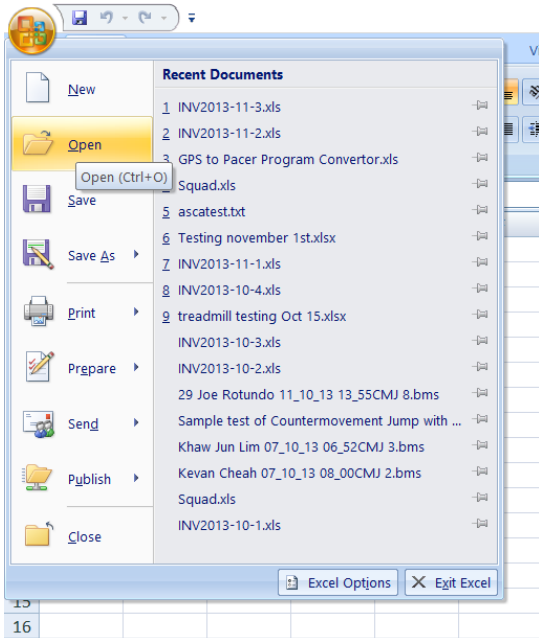 Recent Documents
New
1 INV2013-11-3.xls
2 INV2013-11-2.xls
Open
3 GPS to Pacer Program Convertor.xls
Open (Ctrl+O)
Squad.xls
Save
5 ascatest.txt
6 Testing november 1st.xlsx
Save As
7 INV2013-11-1.xls
8 INV2013-10-4.xls
Print
9 treadmill testing Oct 15.xlsx
INV2013-10-3.xls
Prepare
INV2013-10-2.xls
29 Joe Rotundo 11_10_13 13_55CMJ 8.bms
Send
Sample test of Countermovement Jump with ...
Khaw Jun Lim 07_10_13 06_52CMJ 3.bms
Publish
Kevan Cheah 07_10_13 08_00CMJ 2.bms
Squad.xls
Close
INV2013-10-1.xls
Excel Options
Exit Excel
15
16